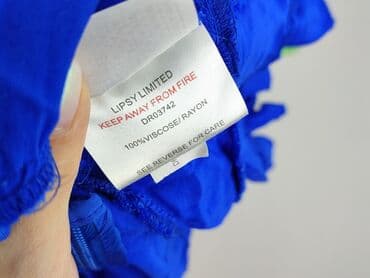 LIPSY LIMITED
KEEP AWAY FROM FIRE
DR03742
100%VISCOSE/ RAYON
SEE REVERSE FOR CARE